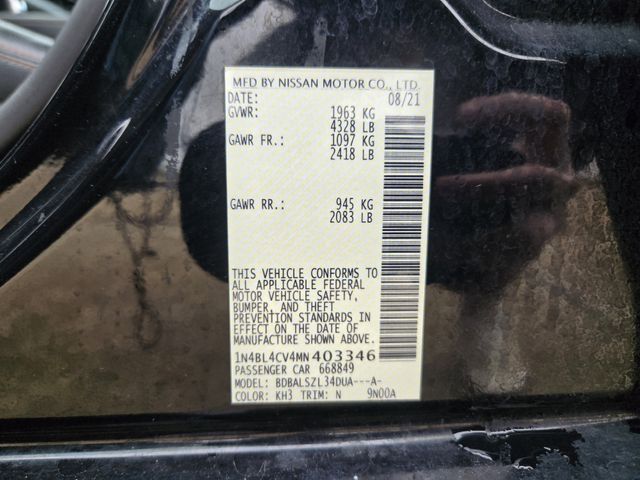 MFD BY NISSAN MOTOR CO., LTD.
DATE: 08/21
GVWR: 1963 KG
4328 LB
GAWR FR.: 1097 KG
2418 LB
GAWR RR.: 945 KG
2083 LB
THIS VEHICLE CONFORMS TO
ALL APPLICABLE FEDERAL
MOTOR VEHICLE SAFETY,
BUMPER, AND THEFT
PREVENTION STANDARDS IN
EFFECT ON THE DATE OF
MANUFACTURE SHOWN ABOVE.
1N4BL4CV4MN403346
PASSENGER CAR 668849
MODEL: BDBALSZL34DUA---A-
COLOR: KH3 TRIM: N 9N00A